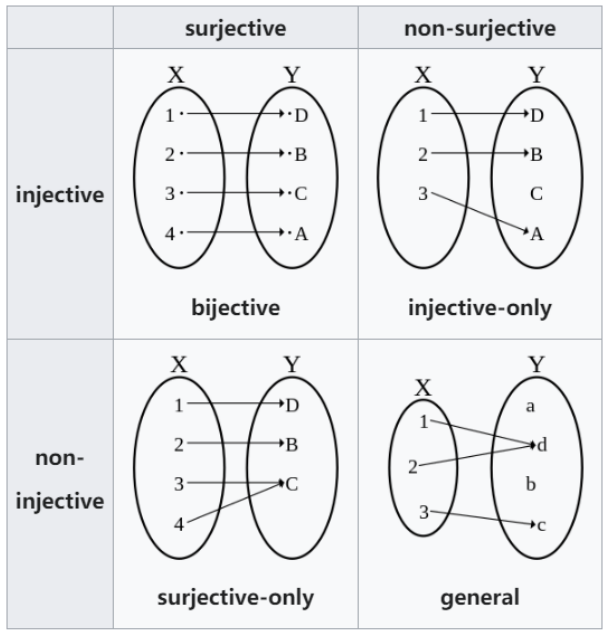 surjective non-surjective
injective
X Y
1 D
2 B
3 C
4 A
bijective
X Y
1 D
2 B
3 C
A
injective-only
non-
injective
X Y
1 D
2 B
3 C
4
surjective-only
X Y
1 a
2 d
3 b
c
general